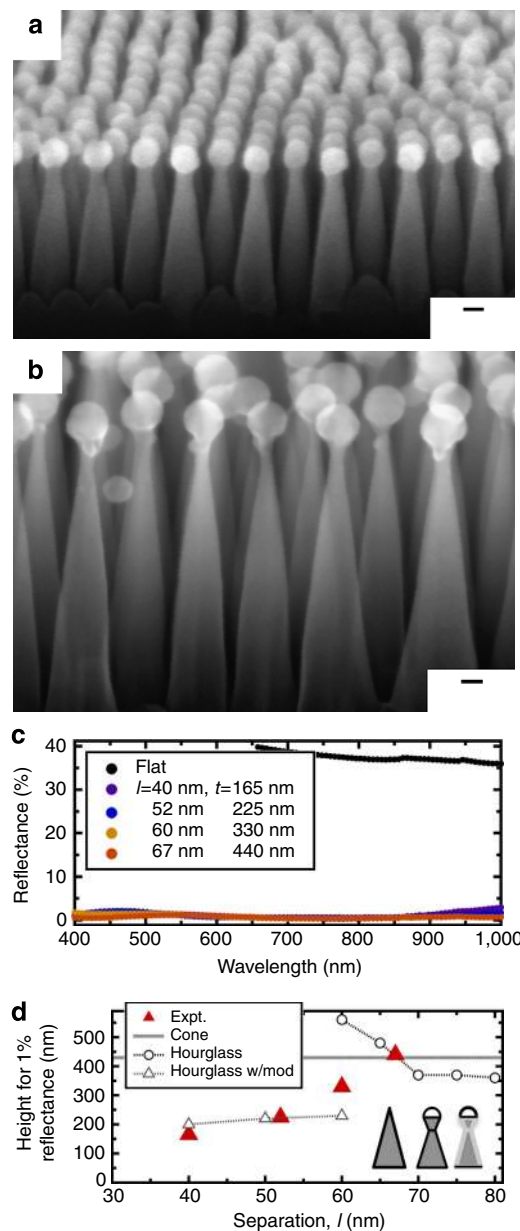 a
b
c
40
30
20
10
0
Reflectance (%)
Flat
l=40 nm, t=165 nm
52 nm 225 nm
60 nm 330 nm
67 nm 440 nm
400 500 600 700 800 900 1,000
Wavelength (nm)
d
500
400
300
200
100
0
Height for 1%
reflectance (nm)
Expt.
Cone
Hourglass
Hourglass w/mod
30 40 50 60 70 80
Separation, l (nm)